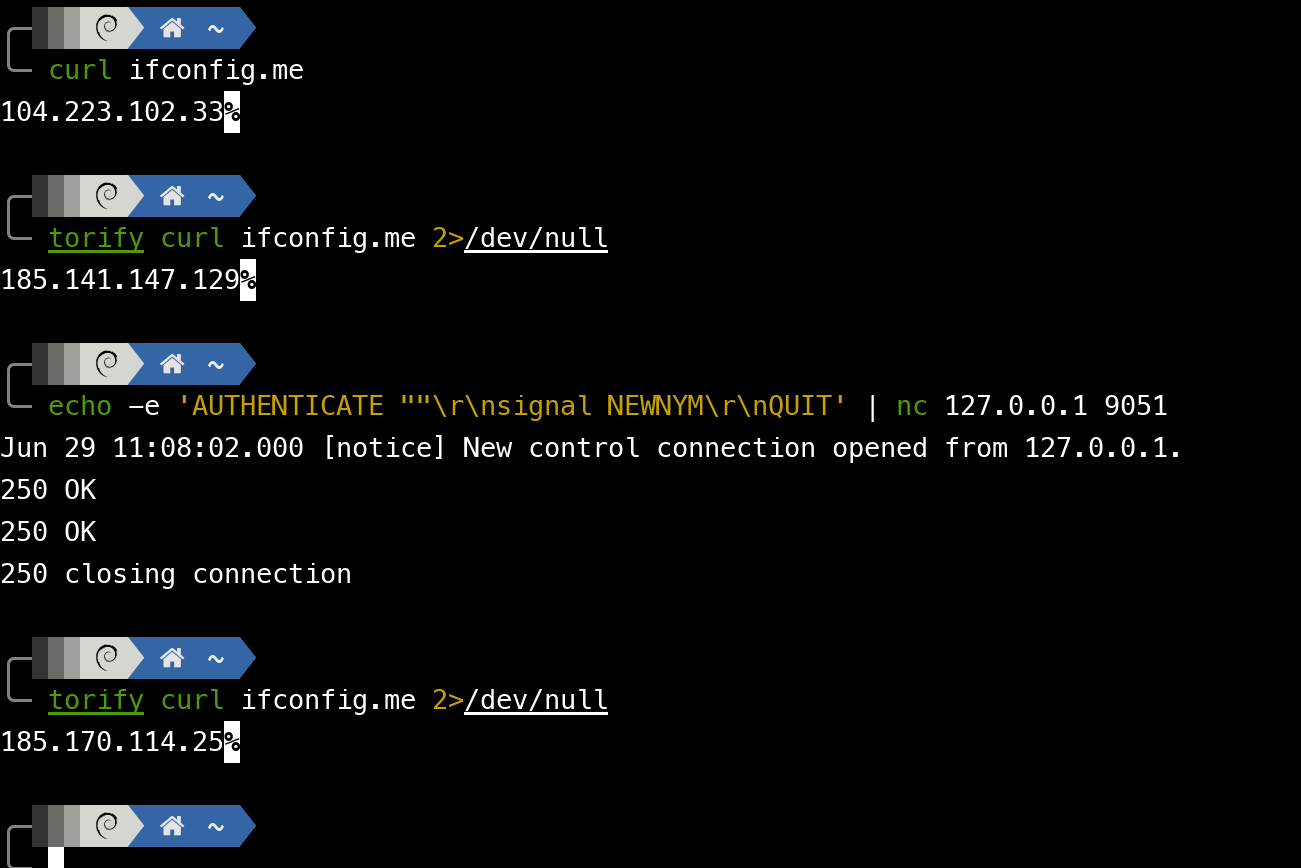 ~
curl ifconfig.me
104.223.102.33%
~
torify curl ifconfig.me 2>/dev/null
185.141.147.129%
~
echo -e 'AUTHENTICATE ""\r\nsignal NEWNYM\r\nQUIT' | nc 127.0.0.1 9051
Jun 29 11:08:02.000 [notice] New control connection opened from 127.0.0.1.
250 OK
250 OK
250 closing connection
~
torify curl ifconfig.me 2>/dev/null
185.170.114.25%
~